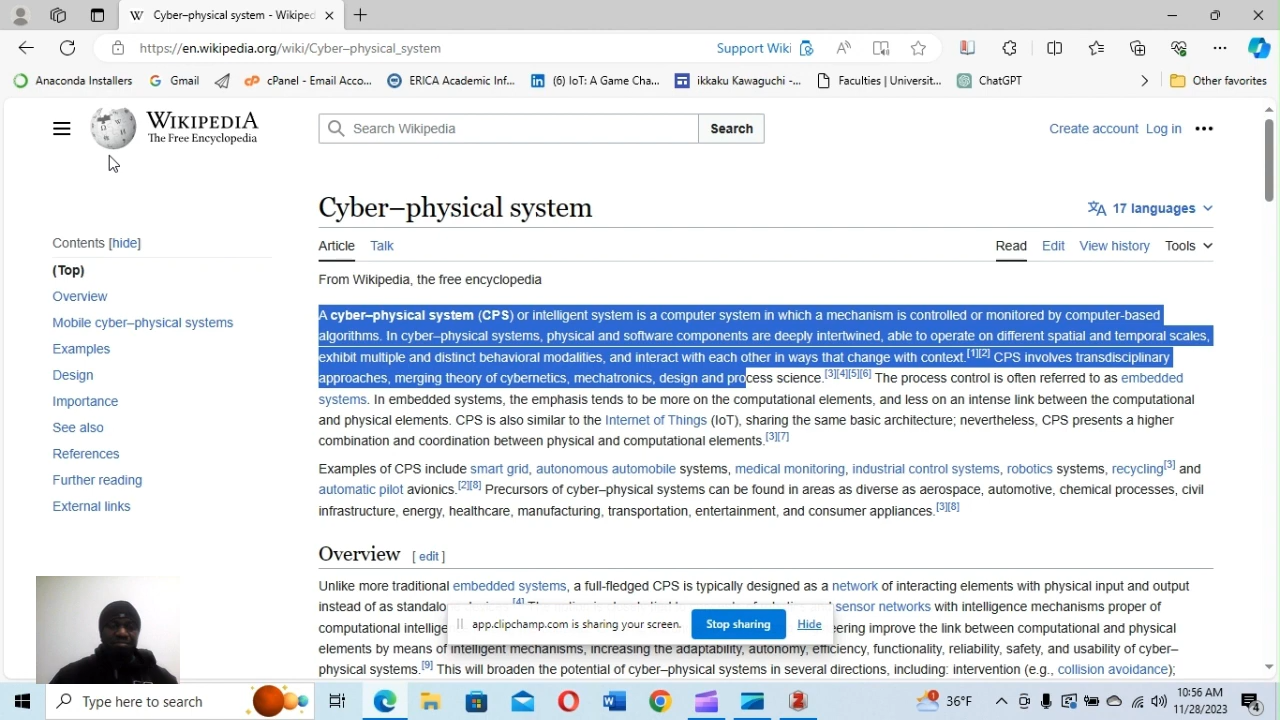 Cyber–physical system - Wikiped
https://en.wikipedia.org/wiki/Cyber–physical_system
Support Wiki
Anaconda Installers
Gmail
cPanel - Email Acco...
ERICA Academic Inf...
(6) IoT: A Game Cha...
ikkaku Kawaguchi -...
Faculties | Universit...
ChatGPT
Other favorites
WIKIPEDIA
The Free Encyclopedia
Search Wikipedia
Search
Create account Log in
Cyber–physical system
17 languages
Contents [hide]
(Top)
Overview
Mobile cyber–physical systems
Examples
Design
Importance
See also
References
Further reading
External links
Article Talk
Read Edit View history Tools
From Wikipedia, the free encyclopedia
A cyber–physical system (CPS) or intelligent system is a computer system in which a mechanism is controlled or monitored by computer-based
algorithms. In cyber–physical systems, physical and software components are deeply intertwined, able to operate on different spatial and temporal scales,
exhibit multiple and distinct behavioral modalities, and interact with each other in ways that change with context.[1][2] CPS involves transdisciplinary
approaches, merging theory of cybernetics, mechatronics, design and process science.[3][4][5][6] The process control is often referred to as embedded
systems. In embedded systems, the emphasis tends to be more on the computational elements, and less on an intense link between the computational
and physical elements. CPS is also similar to the Internet of Things (IoT), sharing the same basic architecture; nevertheless, CPS presents a higher
combination and coordination between physical and computational elements.[3][7]
Examples of CPS include smart grid, autonomous automobile systems, medical monitoring, industrial control systems, robotics systems, recycling[3] and
automatic pilot avionics.[2][8] Precursors of cyber–physical systems can be found in areas as diverse as aerospace, automotive, chemical processes, civil
infrastructure, energy, healthcare, manufacturing, transportation, entertainment, and consumer appliances.[3][8]
Overview [ edit ]
Unlike more traditional embedded systems, a full-fledged CPS is typically designed as a network of interacting elements with physical input and output
instead of as standalo
[4]
sensor networks with intelligence mechanisms proper of
computational intellige
ering improve the link between computational and physical
app.clipchamp.com is sharing your screen. Stop sharing Hide
elements by means of intelligent mechanisms, increasing the adaptability, autonomy, efficiency, functionality, reliability, safety, and usability of cyber–
physical systems.[9] This will broaden the potential of cyber–physical systems in several directions, including: intervention (e.g., collision avoidance);
Type here to search
36°F
10:56 AM
11/28/2023
4